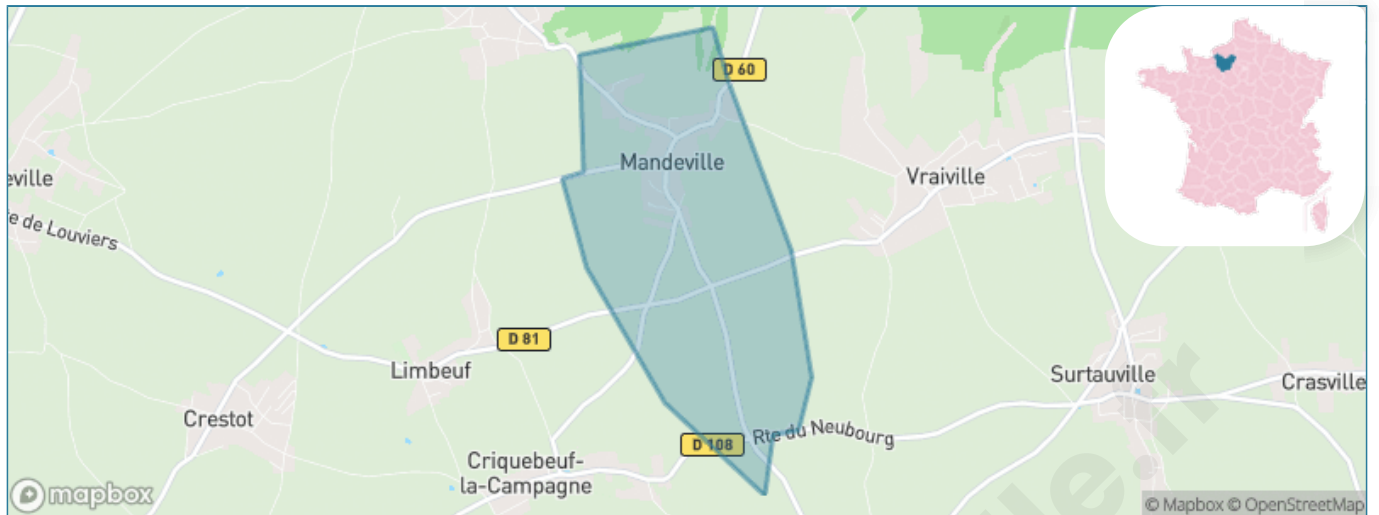 D 60
Mandeville
Vraiville
eville
e de Louviers
D 81
Limbeuf
Surtauville
Crasville
Crestot
Rte du Neubourg
D 108
Criquebeuf-
la-Campagne
mapbox
© Mapbox © OpenStreetMap